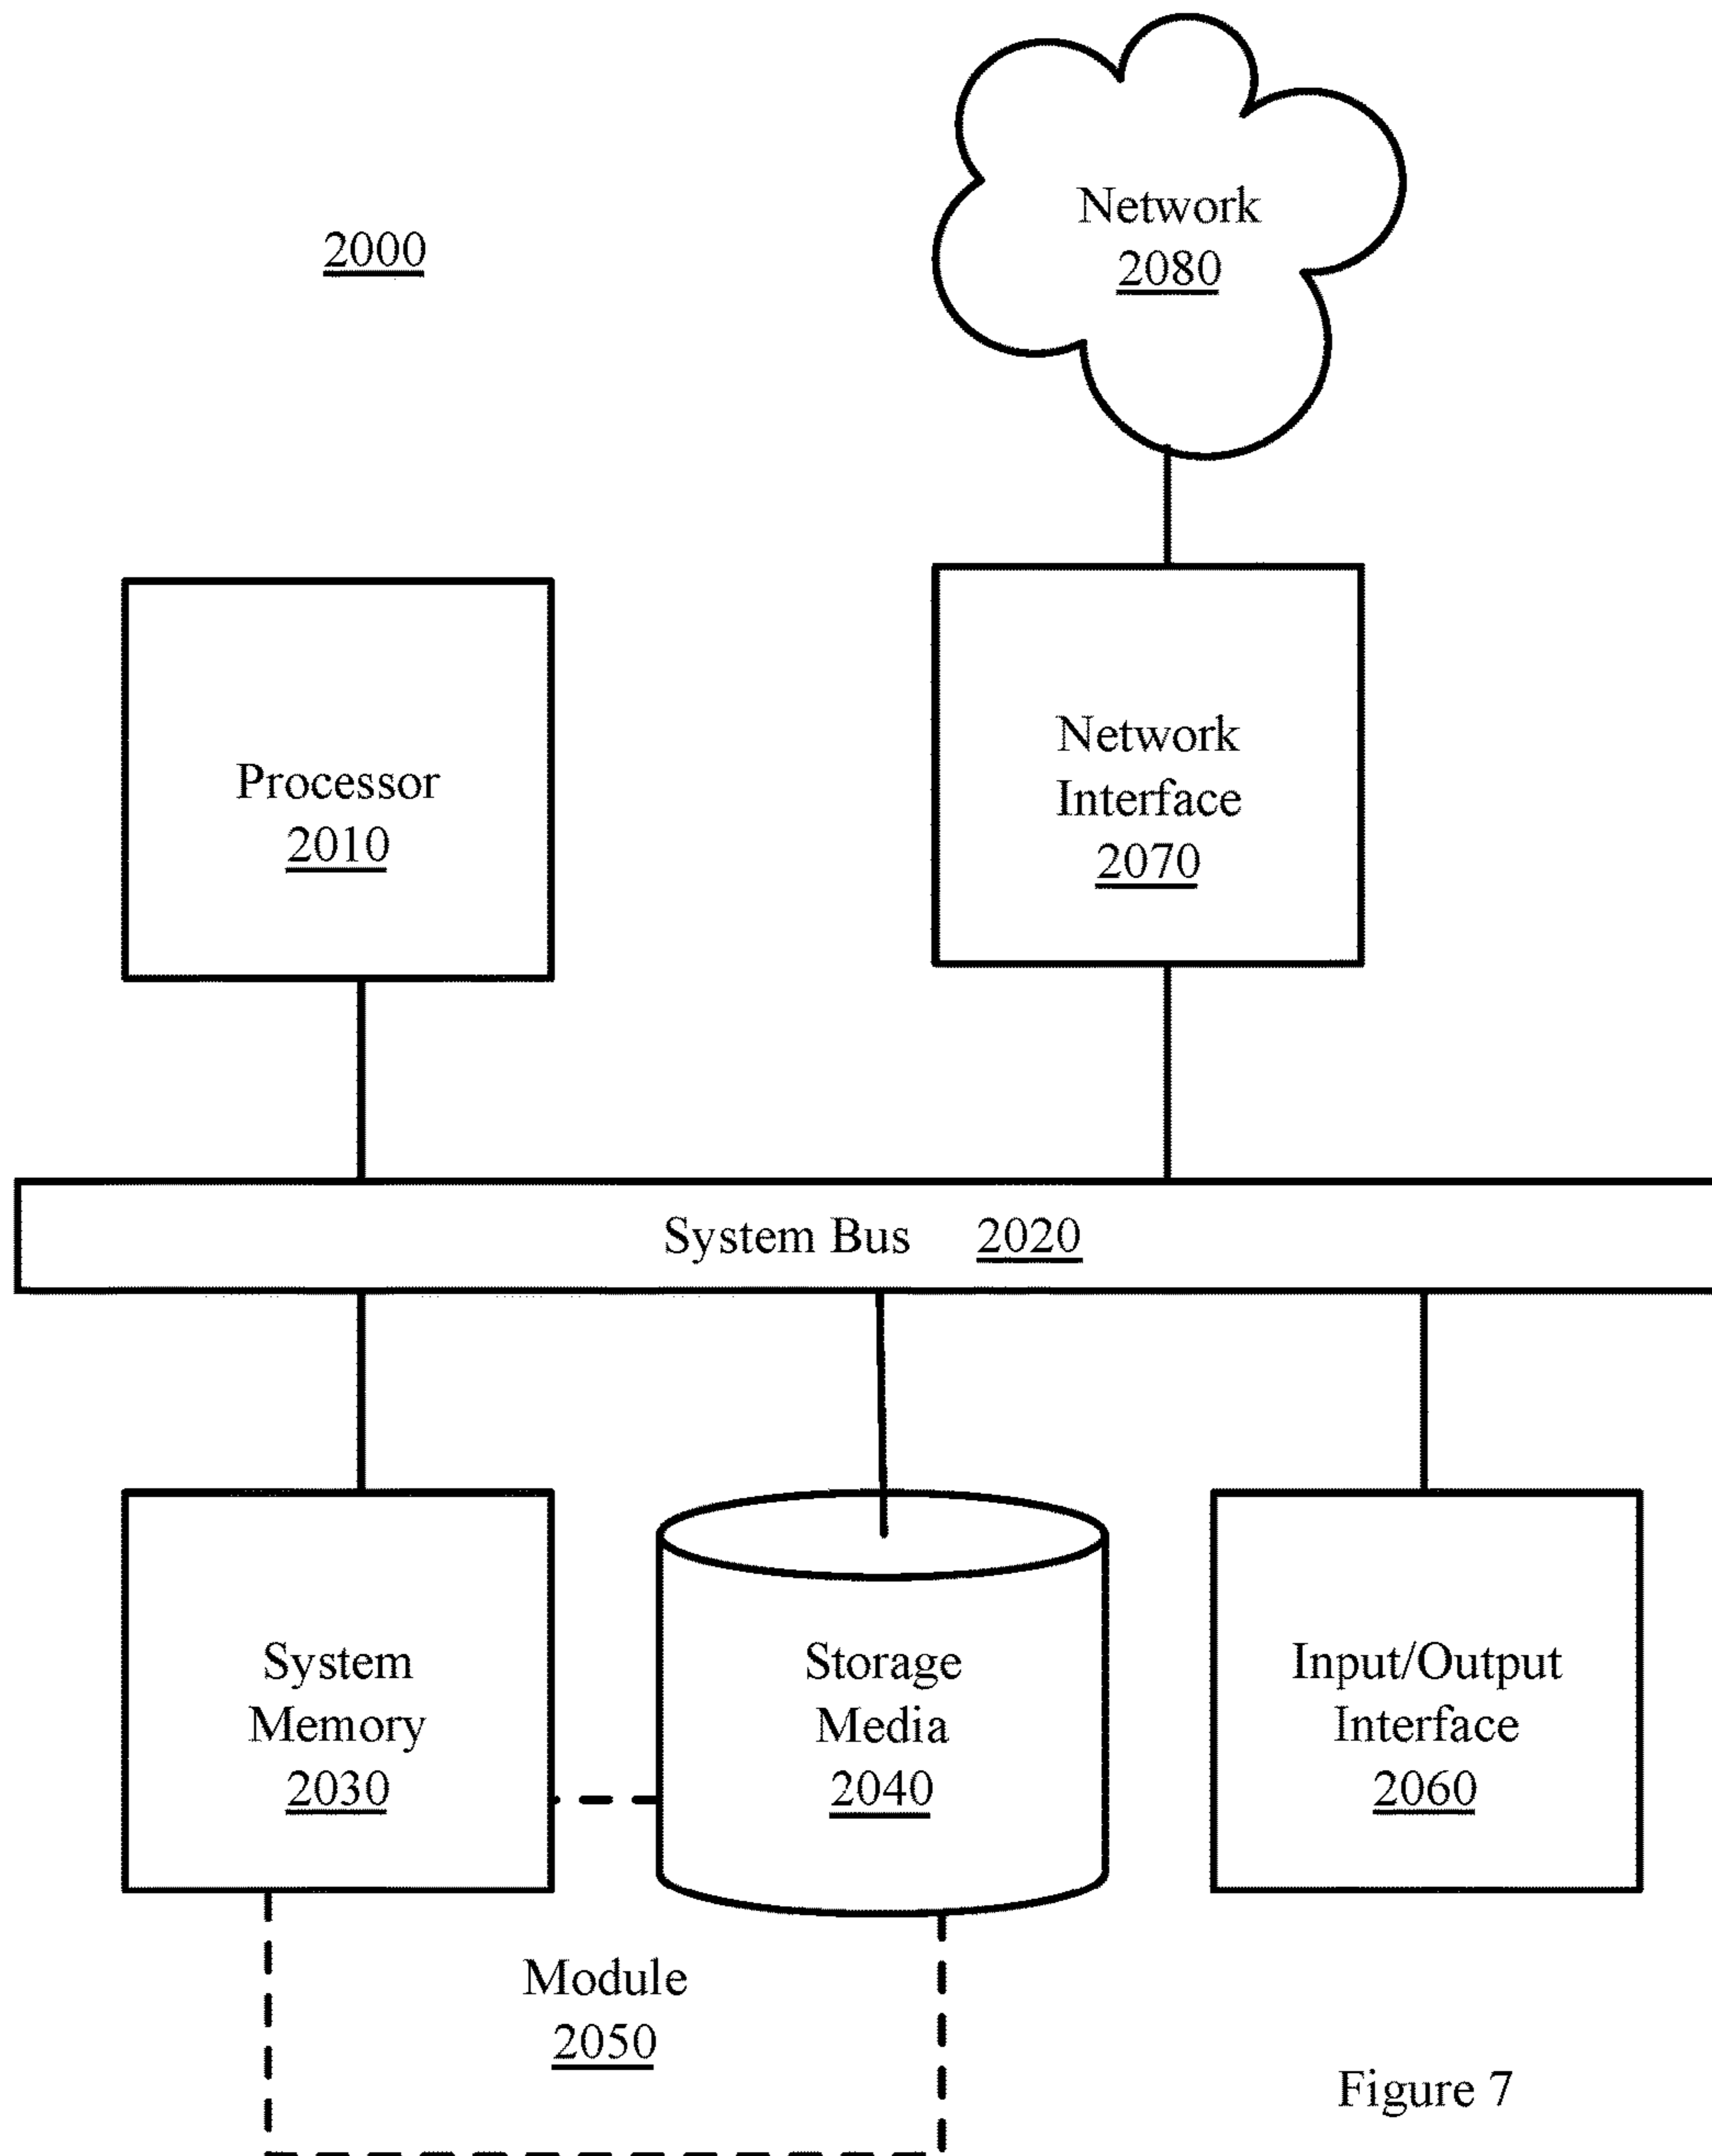 2000
Network
2080
Processor
2010
Network
Interface
2070
System Bus 2020
System
Memory
2030
Storage
Media
2040
Input/Output
Interface
2060
Module
2050
Figure 7